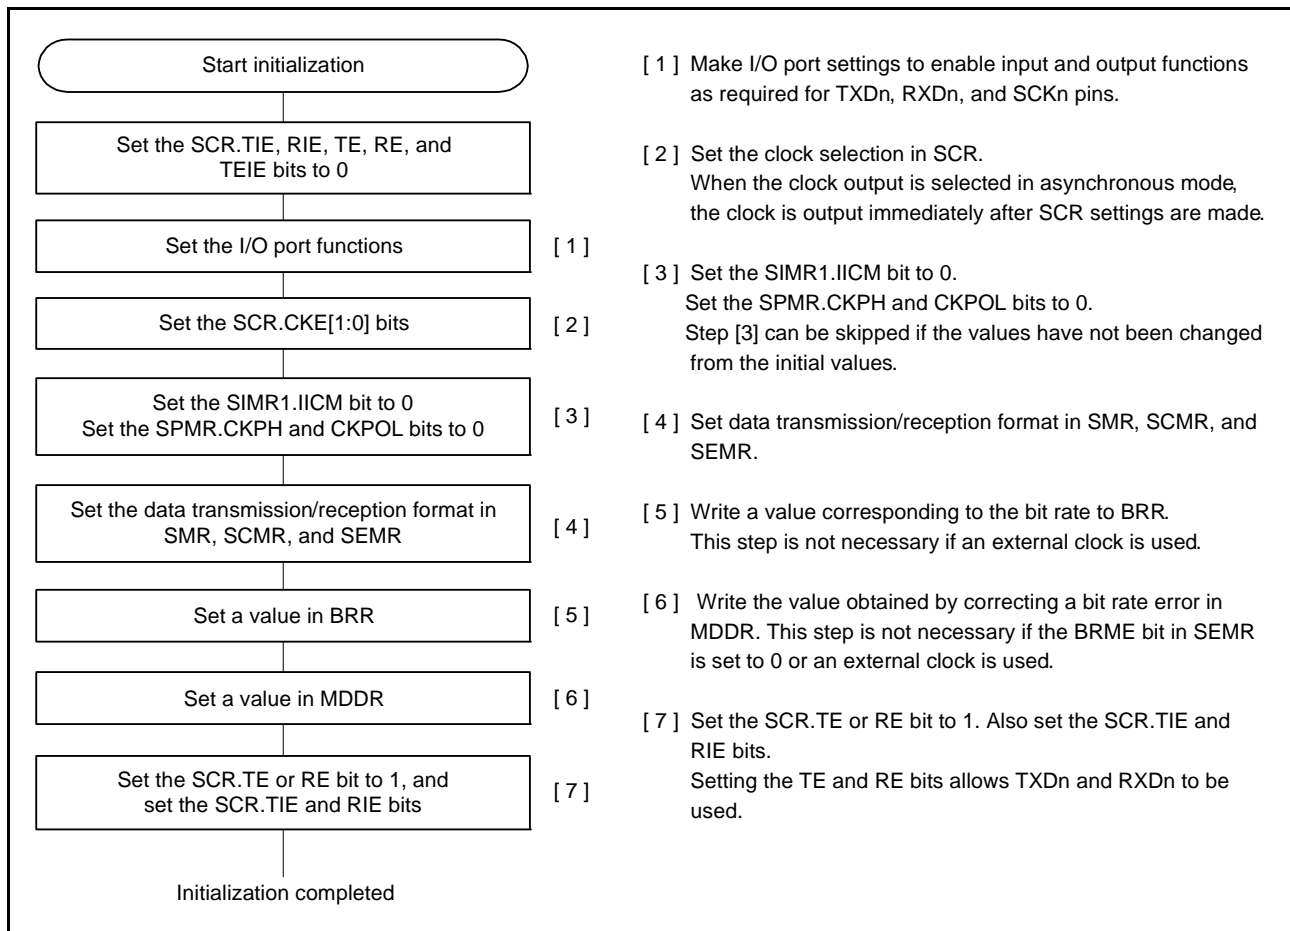 Start initialization
Set the SCR.TIE, RIE, TE, RE, and
TEIE bits to 0
Set the I/O port functions
[ 1 ]
Set the SCR.CKE[1:0] bits
[ 2 ]
Set the SIMR1.IICM bit to 0
Set the SPMR.CKPH and CKPOL bits to 0
[ 3 ]
Set the data transmission/reception format in
SMR, SCMR, and SEMR
[ 4 ]
Set a value in BRR
[ 5 ]
Set a value in MDDR
[ 6 ]
Set the SCR.TE or RE bit to 1, and
set the SCR.TIE and RIE bits
[ 7 ]
Initialization completed
[ 1 ] Make I/O port settings to enable input and output functions
as required for TXDn, RXDn, and SCKn pins.
[ 2 ] Set the clock selection in SCR.
When the clock output is selected in asynchronous mode,
the clock is output immediately after SCR settings are made.
[ 3 ] Set the SIMR1.IICM bit to 0.
Set the SPMR.CKPH and CKPOL bits to 0.
Step [3] can be skipped if the values have not been changed
from the initial values.
[ 4 ] Set data transmission/reception format in SMR, SCMR, and
SEMR.
[ 5 ] Write a value corresponding to the bit rate to BRR.
This step is not necessary if an external clock is used.
[ 6 ] Write the value obtained by correcting a bit rate error in
MDDR. This step is not necessary if the BRME bit in SEMR
is set to 0 or an external clock is used.
[ 7 ] Set the SCR.TE or RE bit to 1. Also set the SCR.TIE and
RIE bits.
Setting the TE and RE bits allows TXDn and RXDn to be
used.